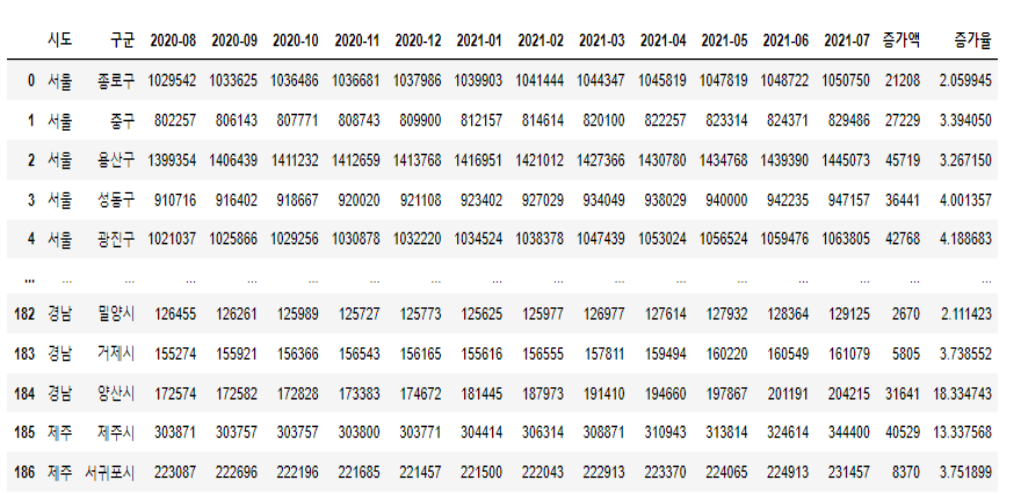 시도 구군 2020-08 2020-09 2020-10 2020-11 2020-12 2021-01 2021-02 2021-03 2021-04 2021-05 2021-06 2021-07 증가액 증가율
0 서울 종로구 1029542 1033625 1036486 1036681 1037986 1039903 1041444 1044347 1045819 1047819 1048722 1050750 21208 2.059945
1 서울 중구 802257 806143 807771 808743 809900 812157 814614 820100 822257 823314 824371 829486 27229 3.394050
2 서울 용산구 1399354 1406439 1411232 1412659 1413768 1416951 1421012 1427366 1430780 1434768 1439390 1445073 45719 3.267150
3 서울 성동구 910716 916402 918667 920020 921108 923402 927029 934049 938029 940000 942235 947157 36441 4.001357
4 서울 광진구 1021037 1025866 1029256 1030878 1032220 1034524 1038378 1047439 1053024 1056524 1059476 1063805 42768 4.188683
... ... ... ... ... ... ... ... ... ... ... ... ... ... ... ... ...
182 경남 밀양시 126455 126261 125989 125727 125773 125625 125977 126977 127614 127932 128364 129125 2670 2.111423
183 경남 거제시 155274 155921 156366 156543 156165 155616 156555 157811 159494 160220 160549 161079 5805 3.738552
184 경남 양산시 172574 172582 172828 173383 174672 181445 187973 191410 194660 197867 201191 204215 31641 18.334743
185 제주 제주시 303871 303757 303757 303800 303771 304414 306314 308871 310943 313814 324614 344400 40529 13.337568
186 제주 서귀포시 223087 222696 222196 221685 221457 221500 222043 222913 223370 224065 224913 231457 8370 3.751899